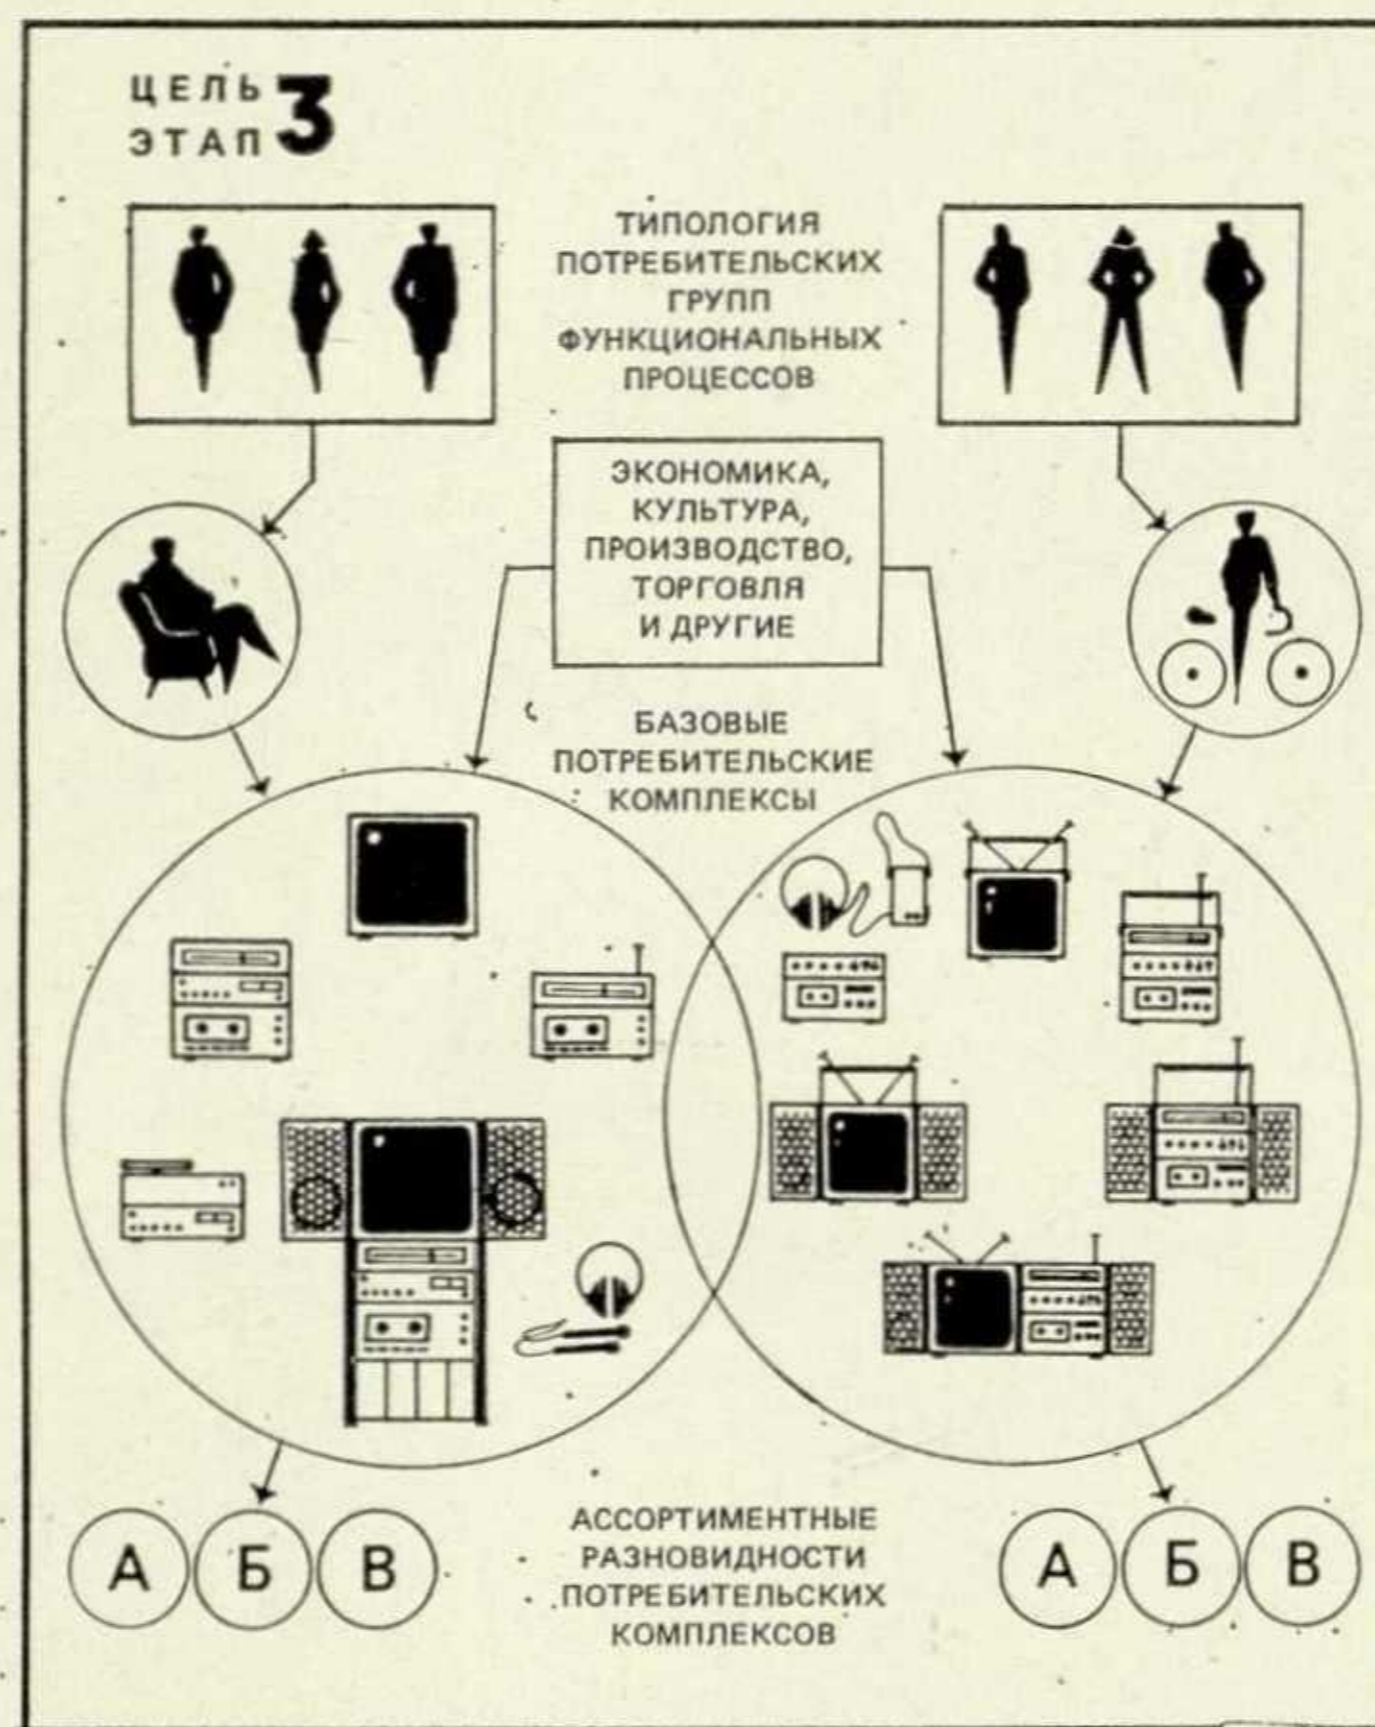 ЦЕЛЬ 3
ЭТАП
ТИПОЛОГИЯ
ПОТРЕБИТЕЛЬСКИХ
ГРУПП
ФУНКЦИОНАЛЬНЫХ
ПРОЦЕССОВ
ЭКОНОМИКА,
КУЛЬТУРА,
ПРОИЗВОДСТВО,
ТОРГОВЛЯ
И ДРУГИЕ
БАЗОВЫЕ
ПОТРЕБИТЕЛЬСКИЕ
КОМПЛЕКСЫ
А Б В
АССОРТИМЕНТНЫЕ
РАЗНОВИДНОСТИ
ПОТРЕБИТЕЛЬСКИХ
КОМПЛЕКСОВ
А Б В